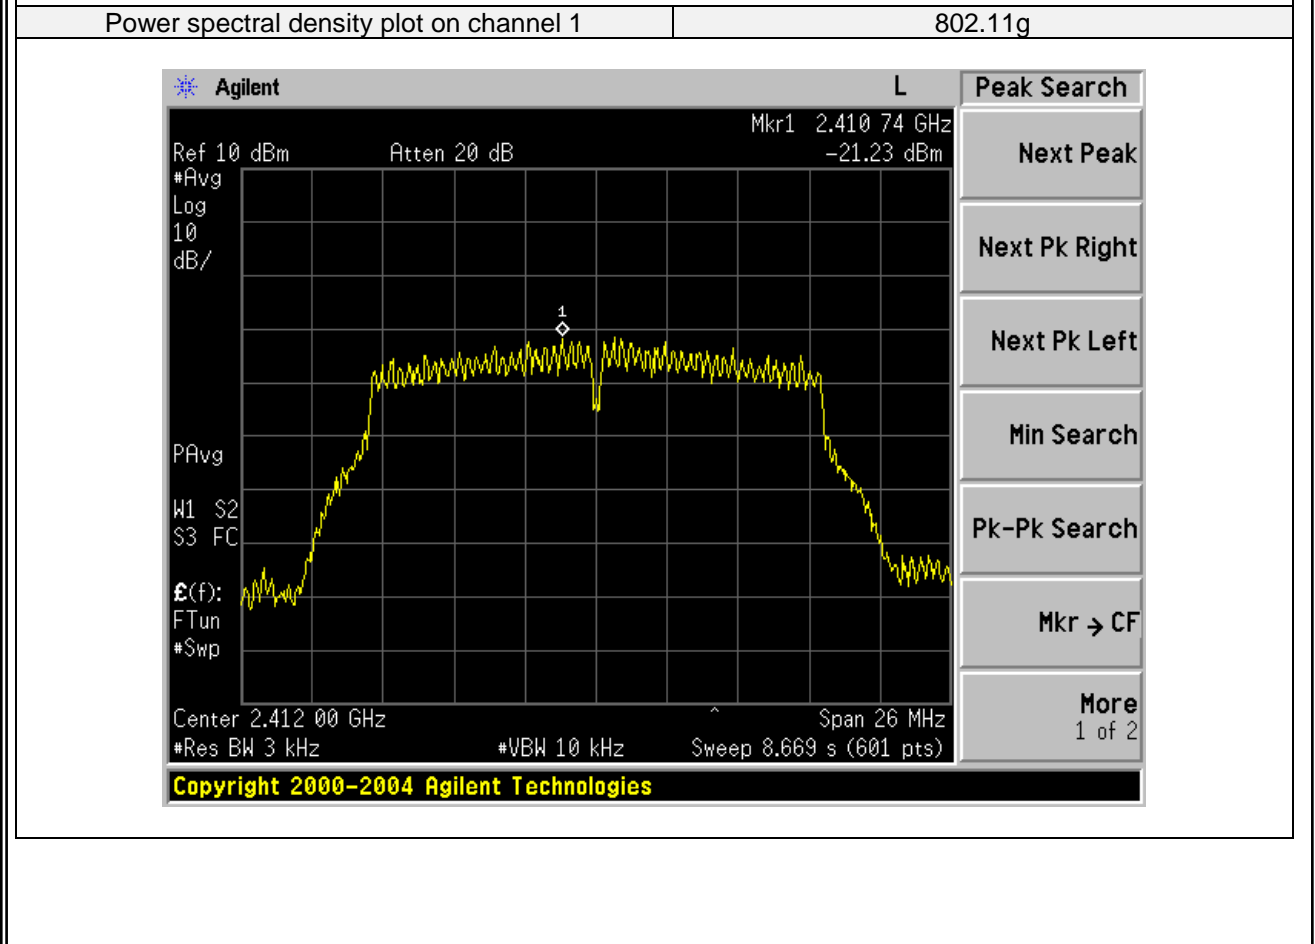 Power spectral density plot on channel 1 802.11g
Agilent L Peak Search
Mkr1 2.410 74 GHz
Ref 10 dBm Atten 20 dB -21.23 dBm
#Avg
Log
10
dB/
1
PAvg
W1 S2
S3 FC
£(f):
FTun
#Swp
Center 2.412 00 GHz ^ Span 26 MHz
#Res BW 3 kHz #VBW 10 kHz Sweep 8.669 s (601 pts)
Copyright 2000-2004 Agilent Technologies
Next Peak
Next Pk Right
Next Pk Left
Min Search
Pk-Pk Search
Mkr → CF
More
1 of 2